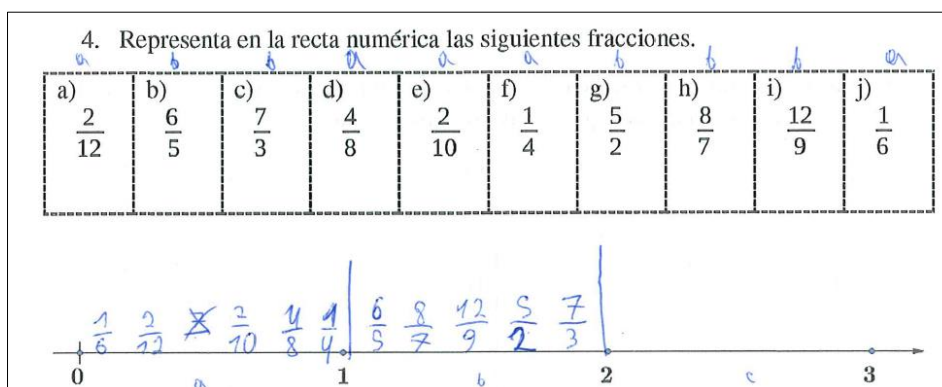 4. Representa en la recta numérica las siguientes fracciones.
a b b a a a b b b a
a) 2/12 b) 6/5 c) 7/3 d) 4/8 e) 2/10 f) 1/4 g) 5/2 h) 8/7 i) 12/9 j) 1/6
1/6 2/12 2/10 4/8 1/4 6/5 8/7 12/9 5/2 7/3
0 1 2 3
a b c